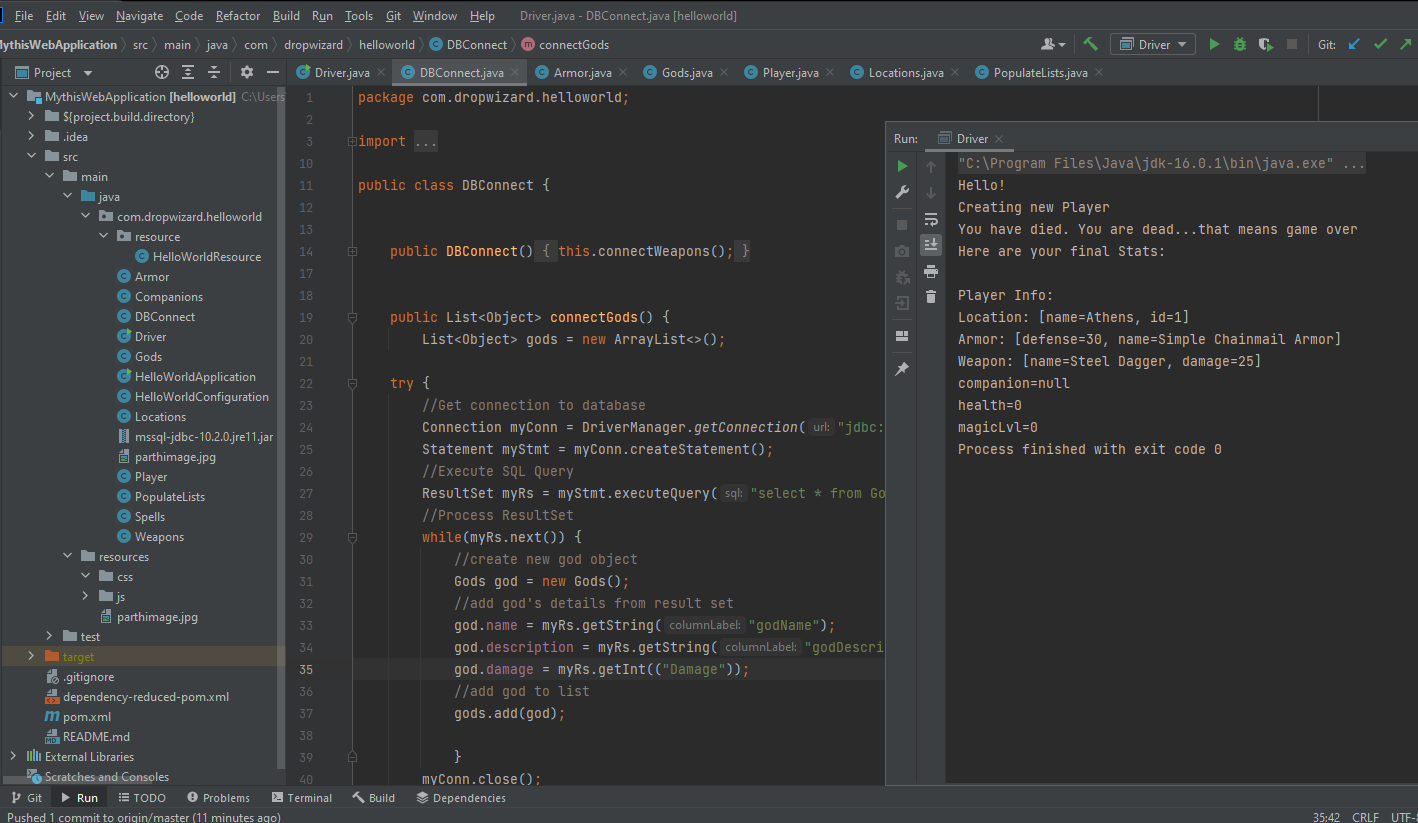 File Edit View Navigate Code Refactor Build Run Tools Git Window Help Driver.java - DBConnect.java [helloworld]
MythisWebApplication src main java com dropwizard helloworld DBConnect connectGods Driver Git:
Project Driver.java DBConnect.java Armor.java Gods.java Player.java Locations.java PopulateLists.java
MythisWebApplication [helloworld] C:\Users
${project.build.directory}
.idea
src
main
java
com.dropwizard.helloworld
resource
HelloWorldResource
Armor
Companions
DBConnect
Driver
Gods
HelloWorldApplication
HelloWorldConfiguration
Locations
mssql-jdbc-10.2.0.jre11.jar
parthimage.jpg
Player
PopulateLists
Spells
Weapons
resources
css
js
parthimage.jpg
test
target
.gitignore
dependency-reduced-pom.xml
pom.xml
README.md
External Libraries
Scratches and Consoles
1 package com.dropwizard.helloworld;
2
3 import ...
10
11 public class DBConnect {
12
13
14 public DBConnect() { this.connectWeapons(); }
17
18
19 public List<Object> connectGods() {
20 List<Object> gods = new ArrayList<>();
21
22 try {
23 //Get connection to database
24 Connection myConn = DriverManager.getConnection( url: "jdbc:
25 Statement myStmt = myConn.createStatement();
26 //Execute SQL Query
27 ResultSet myRs = myStmt.executeQuery( sql: "select * from Go
28 //Process ResultSet
29 while(myRs.next()) {
30 //create new god object
31 Gods god = new Gods();
32 //add god's details from result set
33 god.name = myRs.getString( columnLabel: "godName");
34 god.description = myRs.getString( columnLabel: "godDescri
35 god.damage = myRs.getInt(("Damage"));
36 //add god to list
37 gods.add(god);
38
39 }
40 myConn.close();
Run: Driver
"C:\Program Files\Java\jdk-16.0.1\bin\java.exe" ...
Hello!
Creating new Player
You have died. You are dead...that means game over
Here are your final Stats:
Player Info:
Location: [name=Athens, id=1]
Armor: [defense=30, name=Simple Chainmail Armor]
Weapon: [name=Steel Dagger, damage=25]
companion=null
health=0
magicLvl=0
Process finished with exit code 0
Git Run TODO Problems Terminal Build Dependencies
Pushed 1 commit to origin/master (11 minutes ago) 35:42 CRLF UTF-8